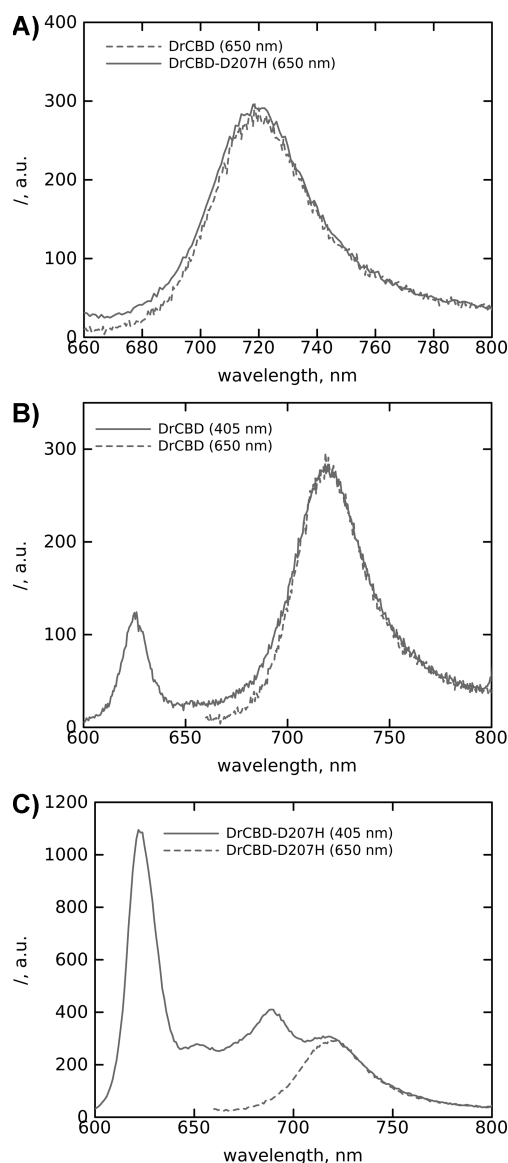 A)
400
DrCBD (650 nm)
DrCBD-D207H (650 nm)
300
I, a.u.
200
100
0
660 680 700 720 740 760 780 800
wavelength, nm
B)
DrCBD (405 nm)
DrCBD (650 nm)
300
I, a.u.
200
100
0
600 650 700 750 800
wavelength, nm
C)
1200
DrCBD-D207H (405 nm)
DrCBD-D207H (650 nm)
1000
800
I, a.u.
600
400
200
0
600 650 700 750 800
wavelength, nm